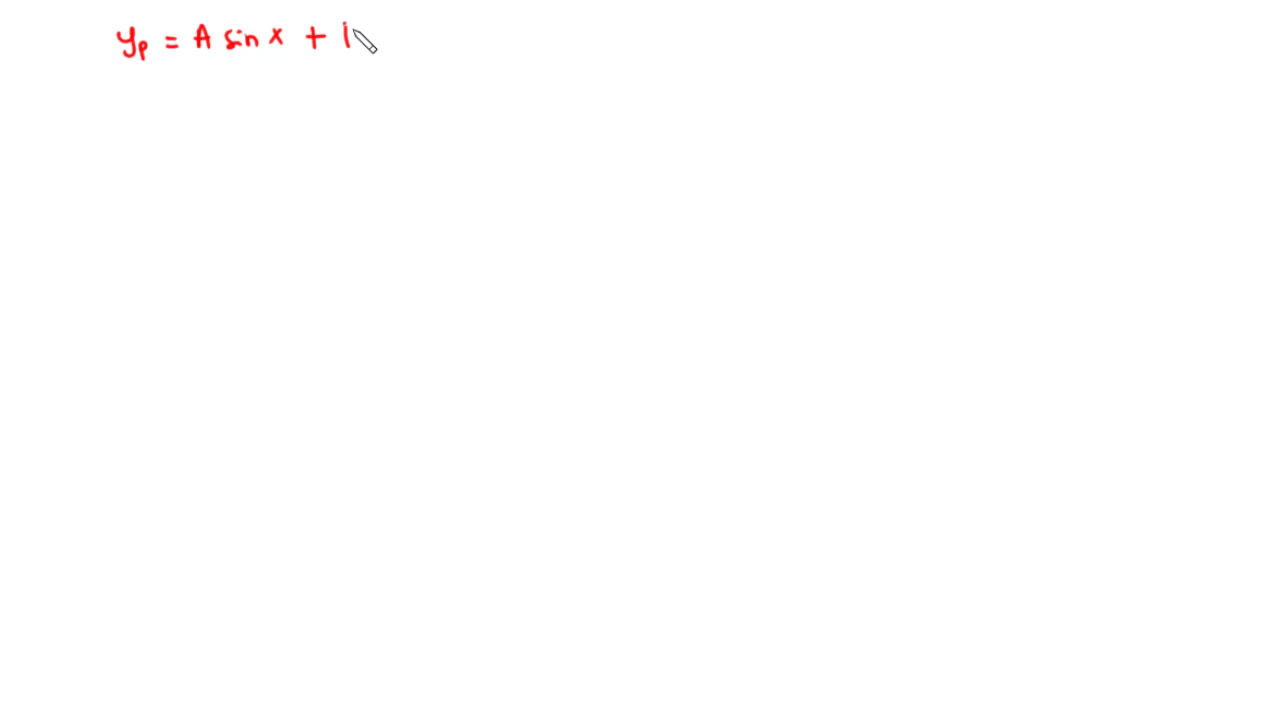 yₚ = A sin x +